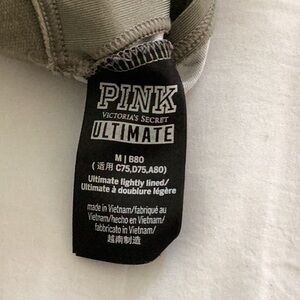 PINK
VICTORIA'S SECRET
ULTIMATE
M | B80
(适用 C75,D75,A80)
Ultimate lightly lined/
Ultimate à doublure légère
made in Vietnam/fabriqué au
Vietnam/hecho en Vietnam/
fabbricato in Vietnam/
越南制造